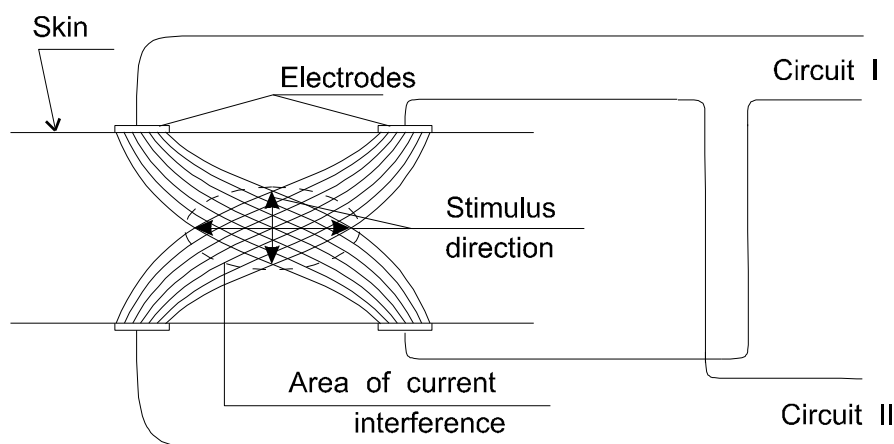 Skin
Electrodes
Circuit I
Stimulus
direction
Area of current
interference
Circuit II